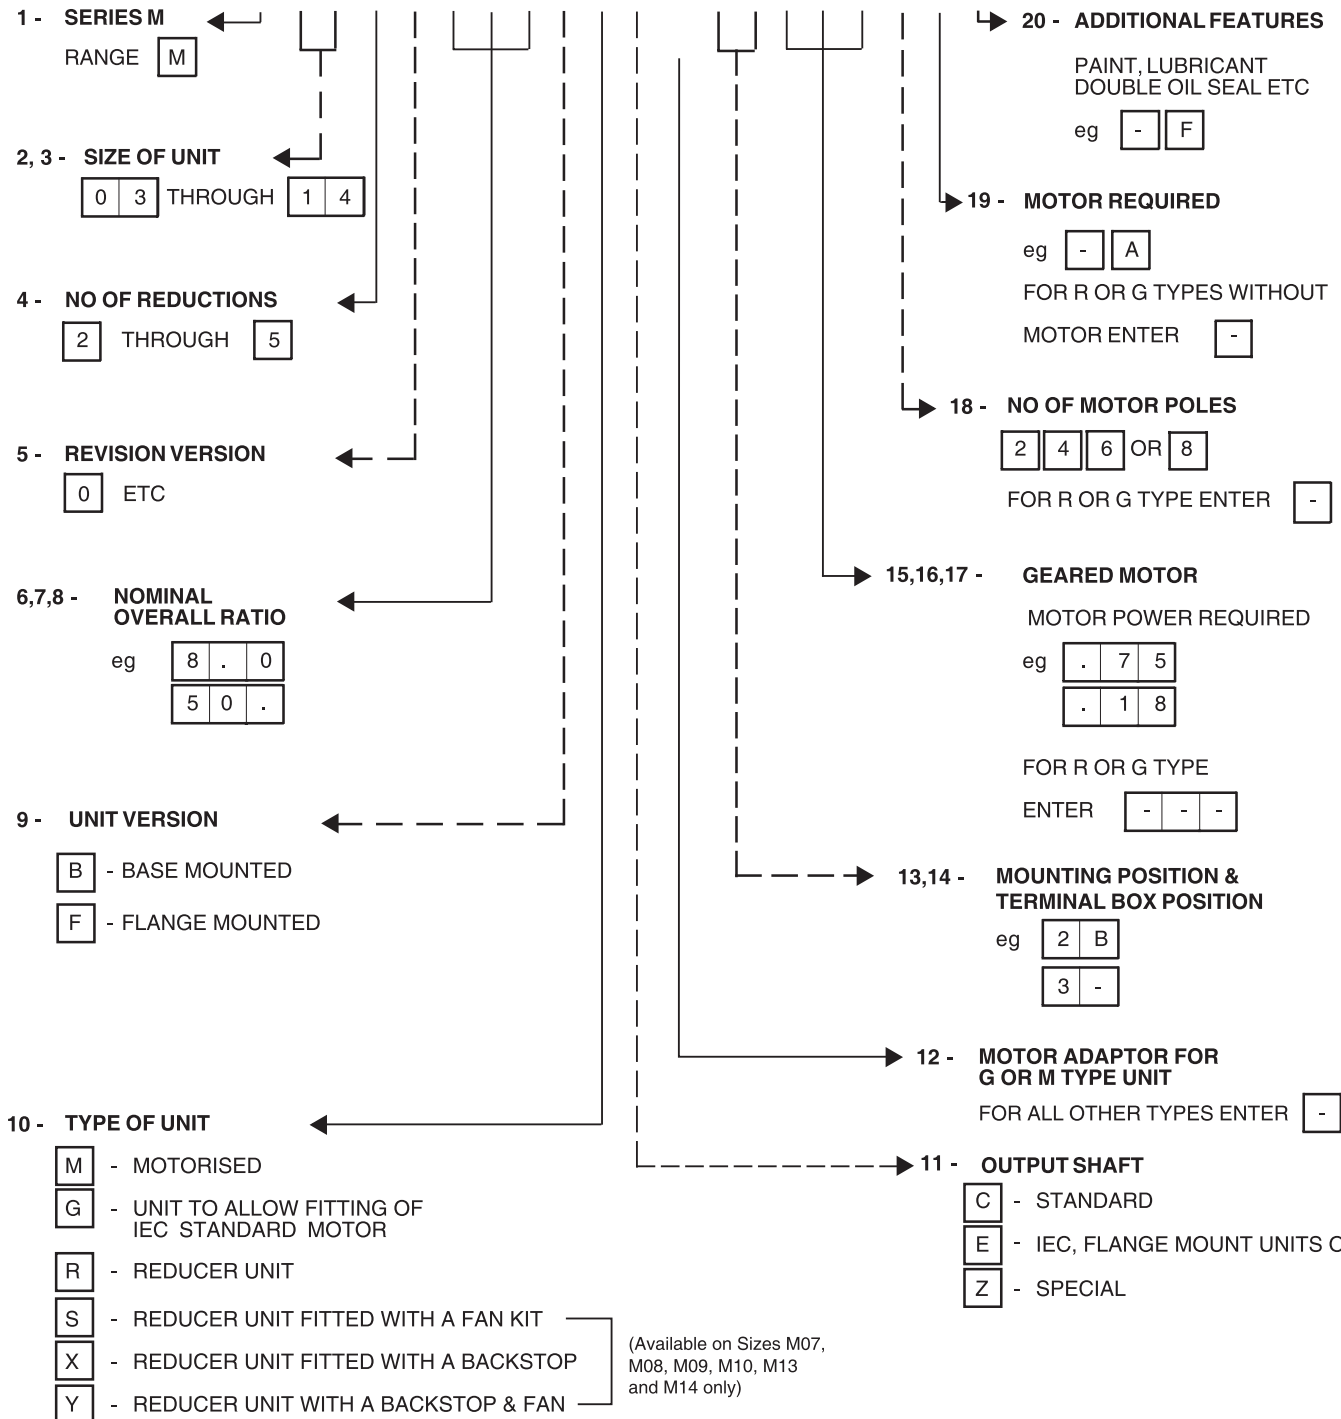 1 - SERIES M
RANGE M
2, 3 - SIZE OF UNIT
0 3 THROUGH 1 4
4 - NO OF REDUCTIONS
2 THROUGH 5
5 - REVISION VERSION
0 ETC
6,7,8 - NOMINAL
OVERALL RATIO
eg 8 . 0
5 0 .
9 - UNIT VERSION
B - BASE MOUNTED
F - FLANGE MOUNTED
10 - TYPE OF UNIT
M - MOTORISED
G - UNIT TO ALLOW FITTING OF
IEC STANDARD MOTOR
R - REDUCER UNIT
S - REDUCER UNIT FITTED WITH A FAN KIT
X - REDUCER UNIT FITTED WITH A BACKSTOP
Y - REDUCER UNIT WITH A BACKSTOP & FAN
(Available on Sizes M07,
M08, M09, M10, M13
and M14 only)
20 - ADDITIONAL FEATURES
PAINT, LUBRICANT
DOUBLE OIL SEAL ETC
eg - F
19 - MOTOR REQUIRED
eg - A
FOR R OR G TYPES WITHOUT
MOTOR ENTER -
18 - NO OF MOTOR POLES
2 4 6 OR 8
FOR R OR G TYPE ENTER -
15,16,17 - GEARED MOTOR
MOTOR POWER REQUIRED
eg . 7 5
. 1 8
FOR R OR G TYPE
ENTER - - -
13,14 - MOUNTING POSITION &
TERMINAL BOX POSITION
eg 2 B
3 -
12 - MOTOR ADAPTOR FOR
G OR M TYPE UNIT
FOR ALL OTHER TYPES ENTER -
11 - OUTPUT SHAFT
C - STANDARD
E - IEC, FLANGE MOUNT UNITS
Z - SPECIAL